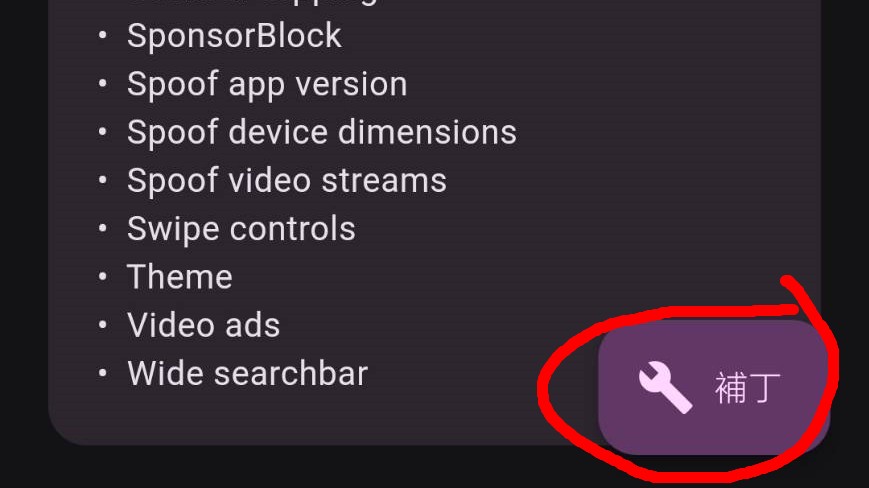 SponsorBlock
Spoof app version
Spoof device dimensions
Spoof video streams
Swipe controls
Theme
Video ads
Wide searchbar
補丁